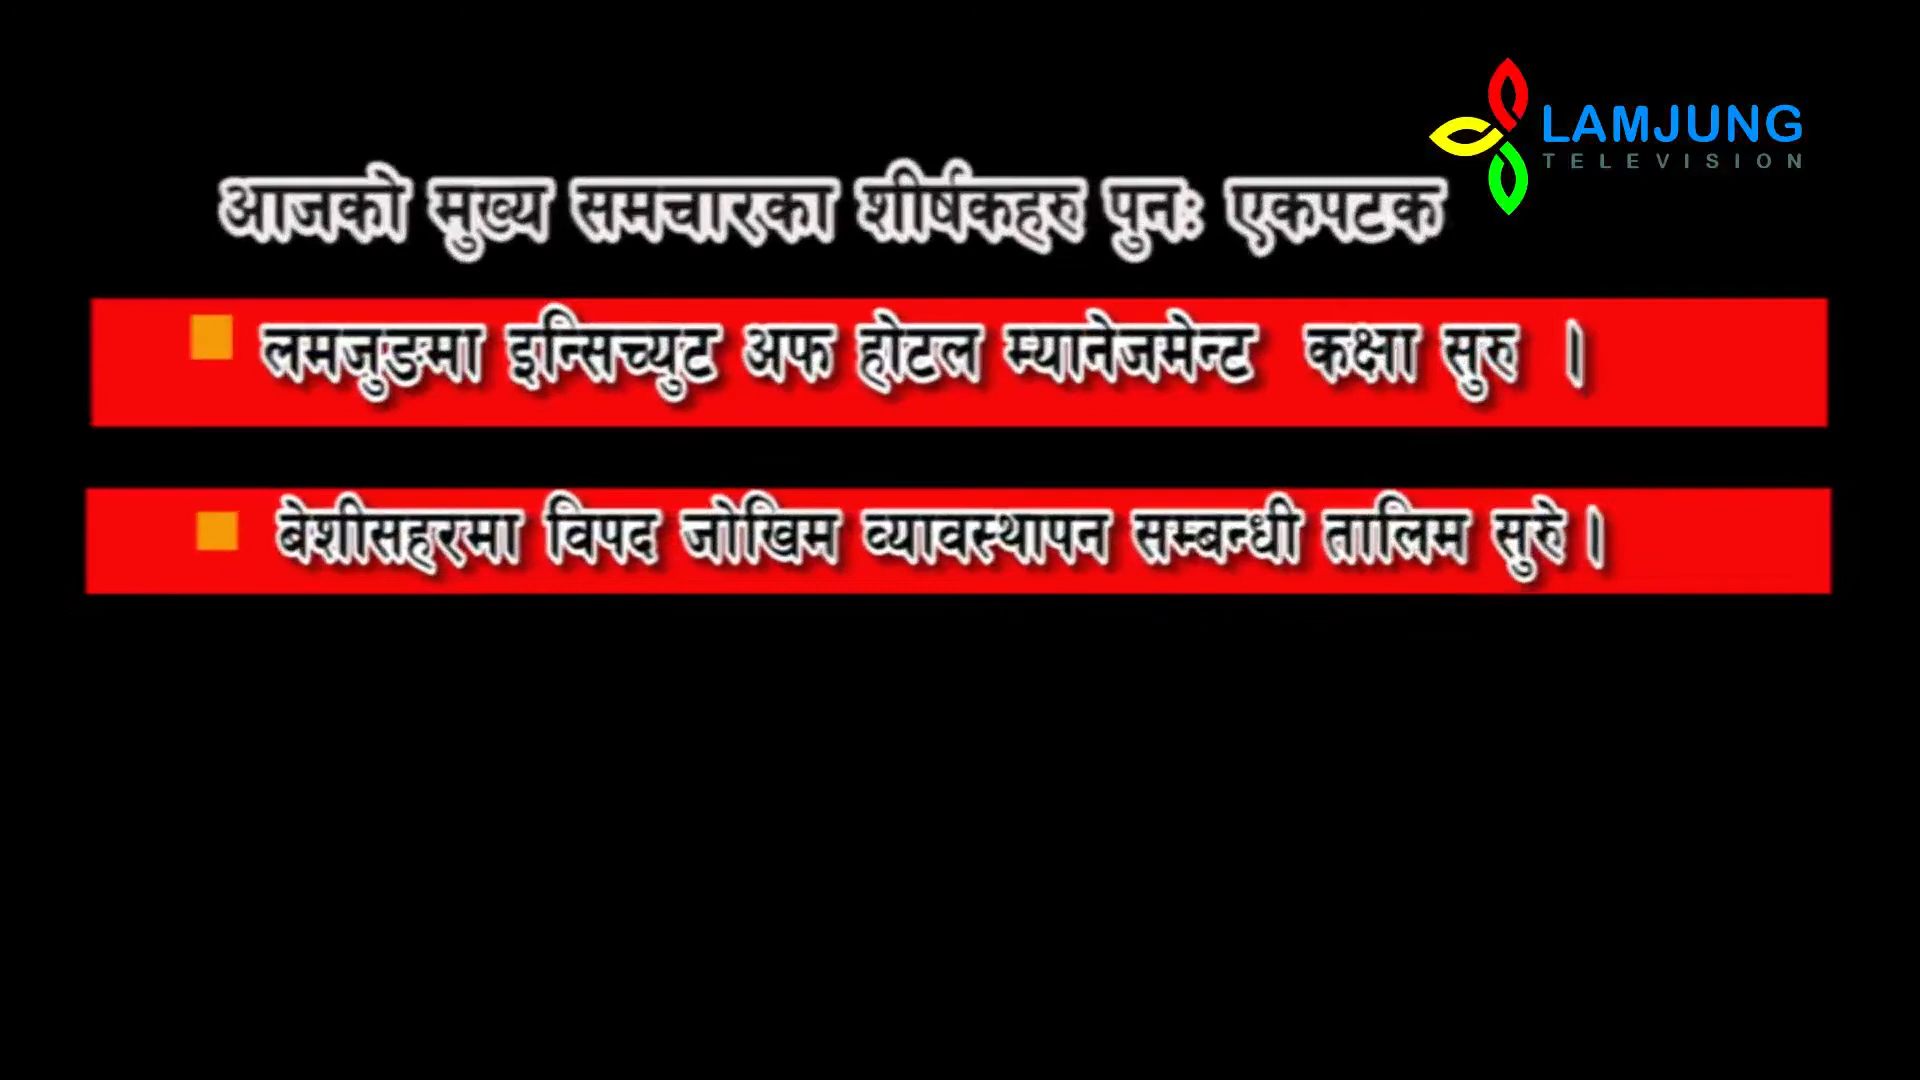 LAMJUNG
TELEVISION
आजको मुख्य समचारका शीर्षकहरु पुनः एकपटक
लमजुङमा इन्सिच्युट अफ होटल म्यानेजमेन्ट कक्षा सुरु ।
बेशीसहरमा विपद जोखिम व्यावस्थापन सम्बन्धी तालिम सुरु ।